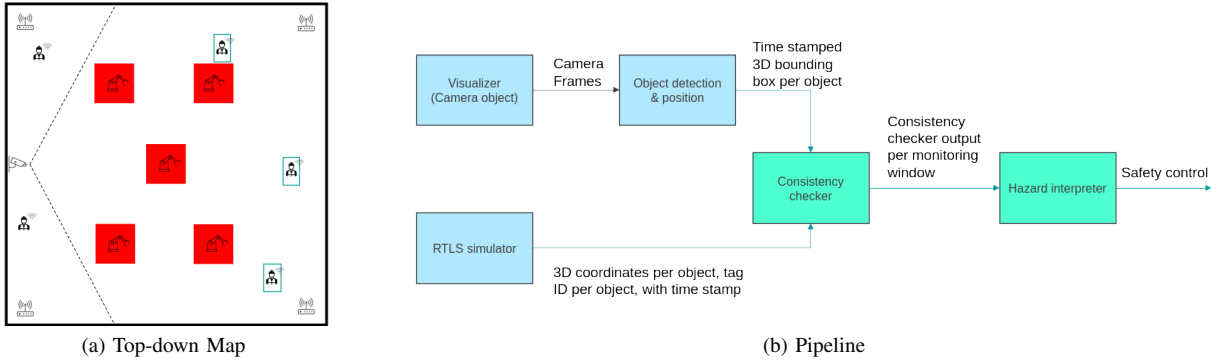 Visualizer
(Camera object)
Camera
Frames
Object detection
& position
Time stamped
3D bounding
box per object
Consistency
checker
Consistency
checker output
per monitoring
window
Hazard interpreter
Safety control
RTLS simulator
3D coordinates per object, tag
ID per object, with time stamp
(a) Top-down Map
(b) Pipeline